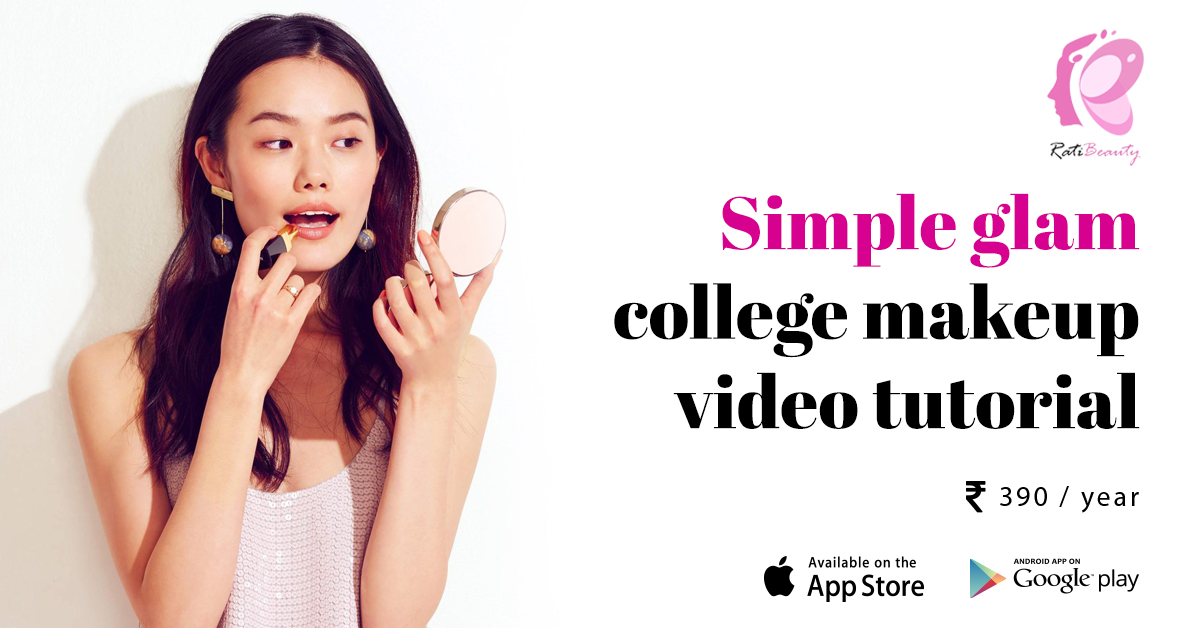 RatiBeauty
Simple glam
college makeup
video tutorial
₹ 390 / year
Available on the
App Store
ANDROID APP ON
Google play